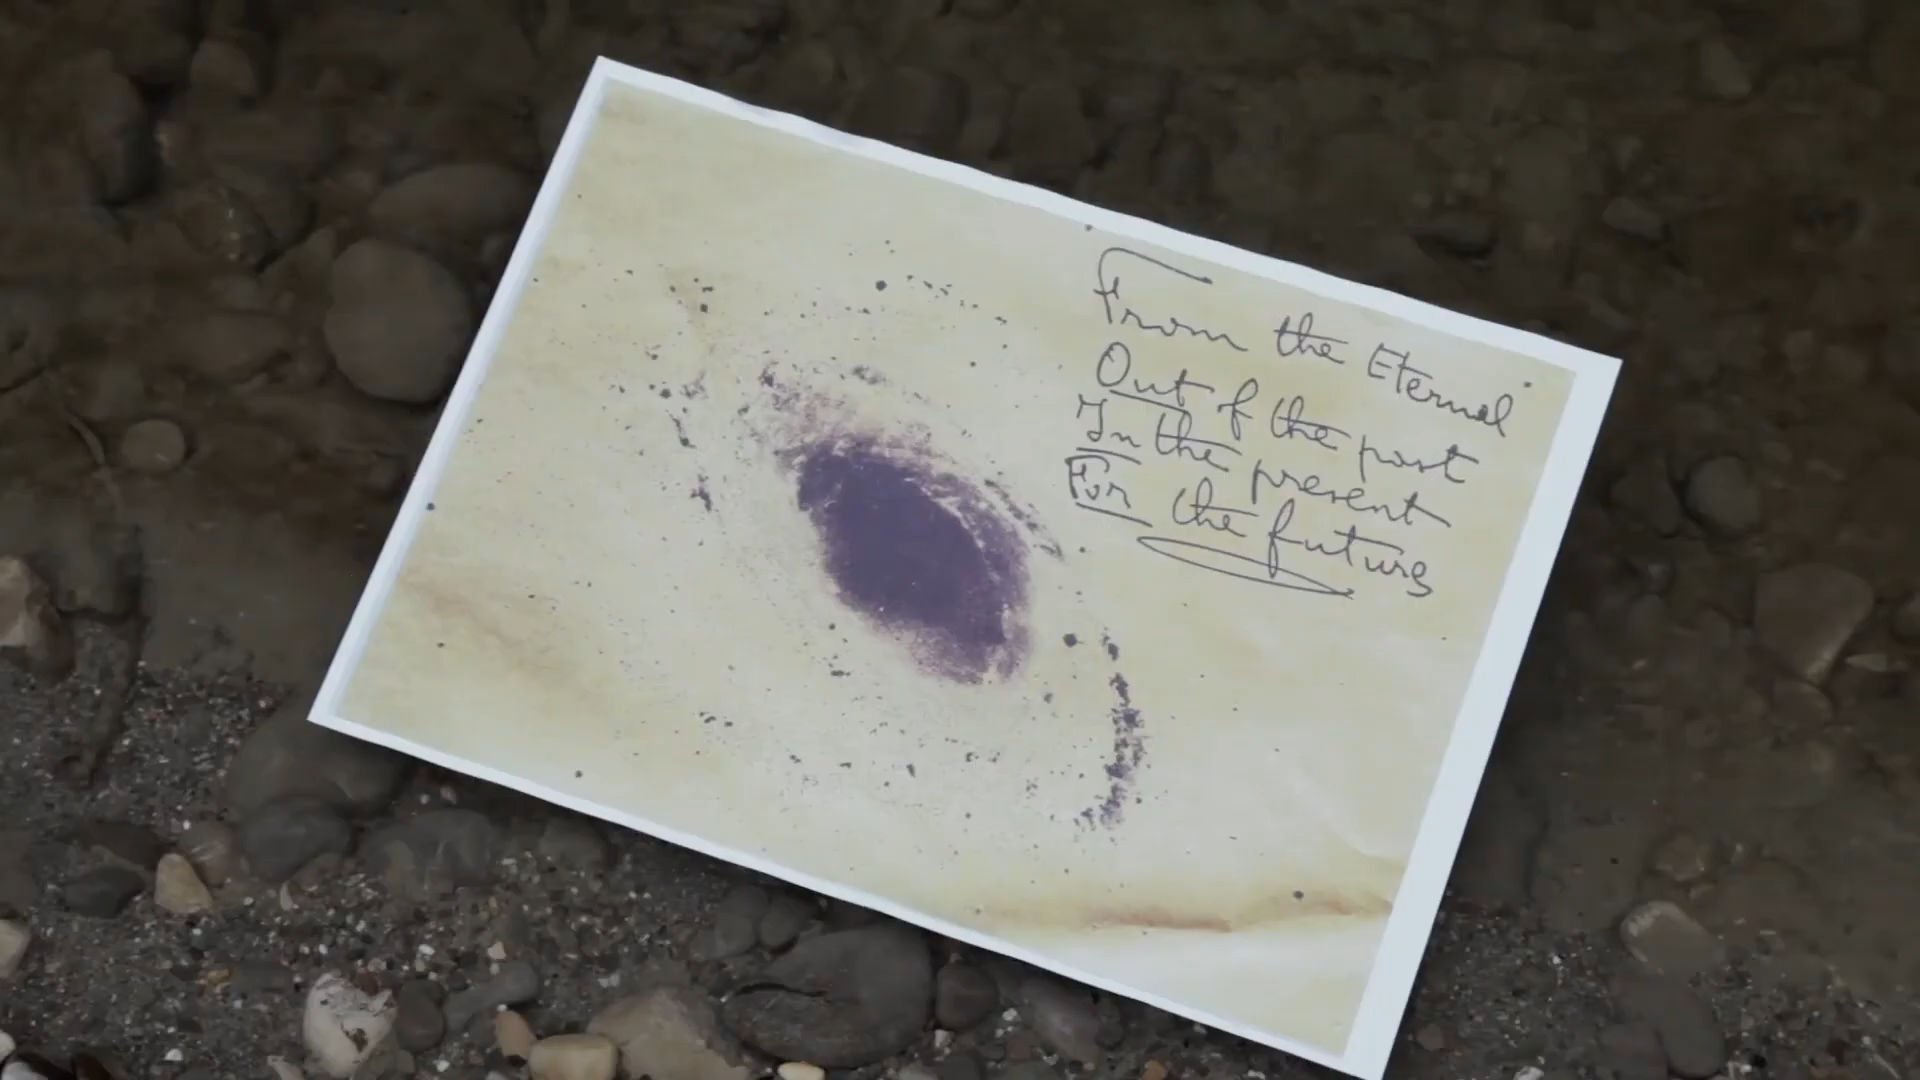 From the Eternal
Out of the past
In the present
For the future